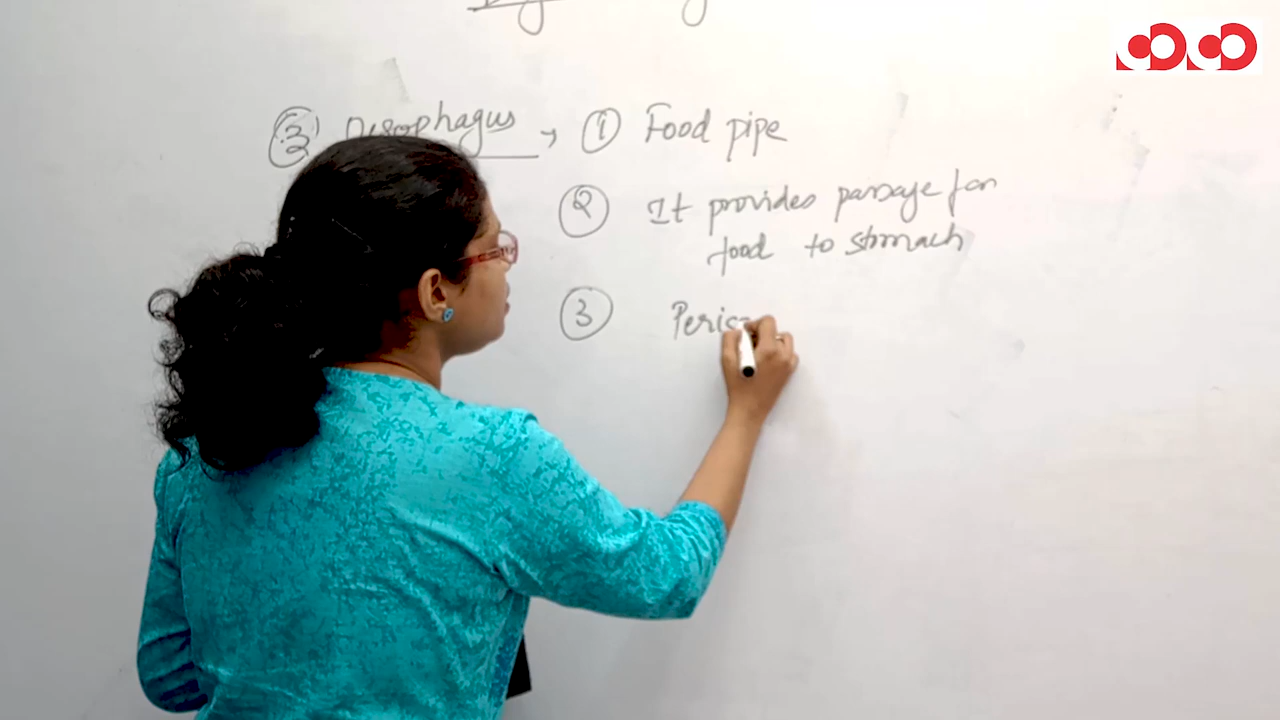 ③ Oesophagus → ① Food pipe
② It provides passage for
food to stomach
③ Peris